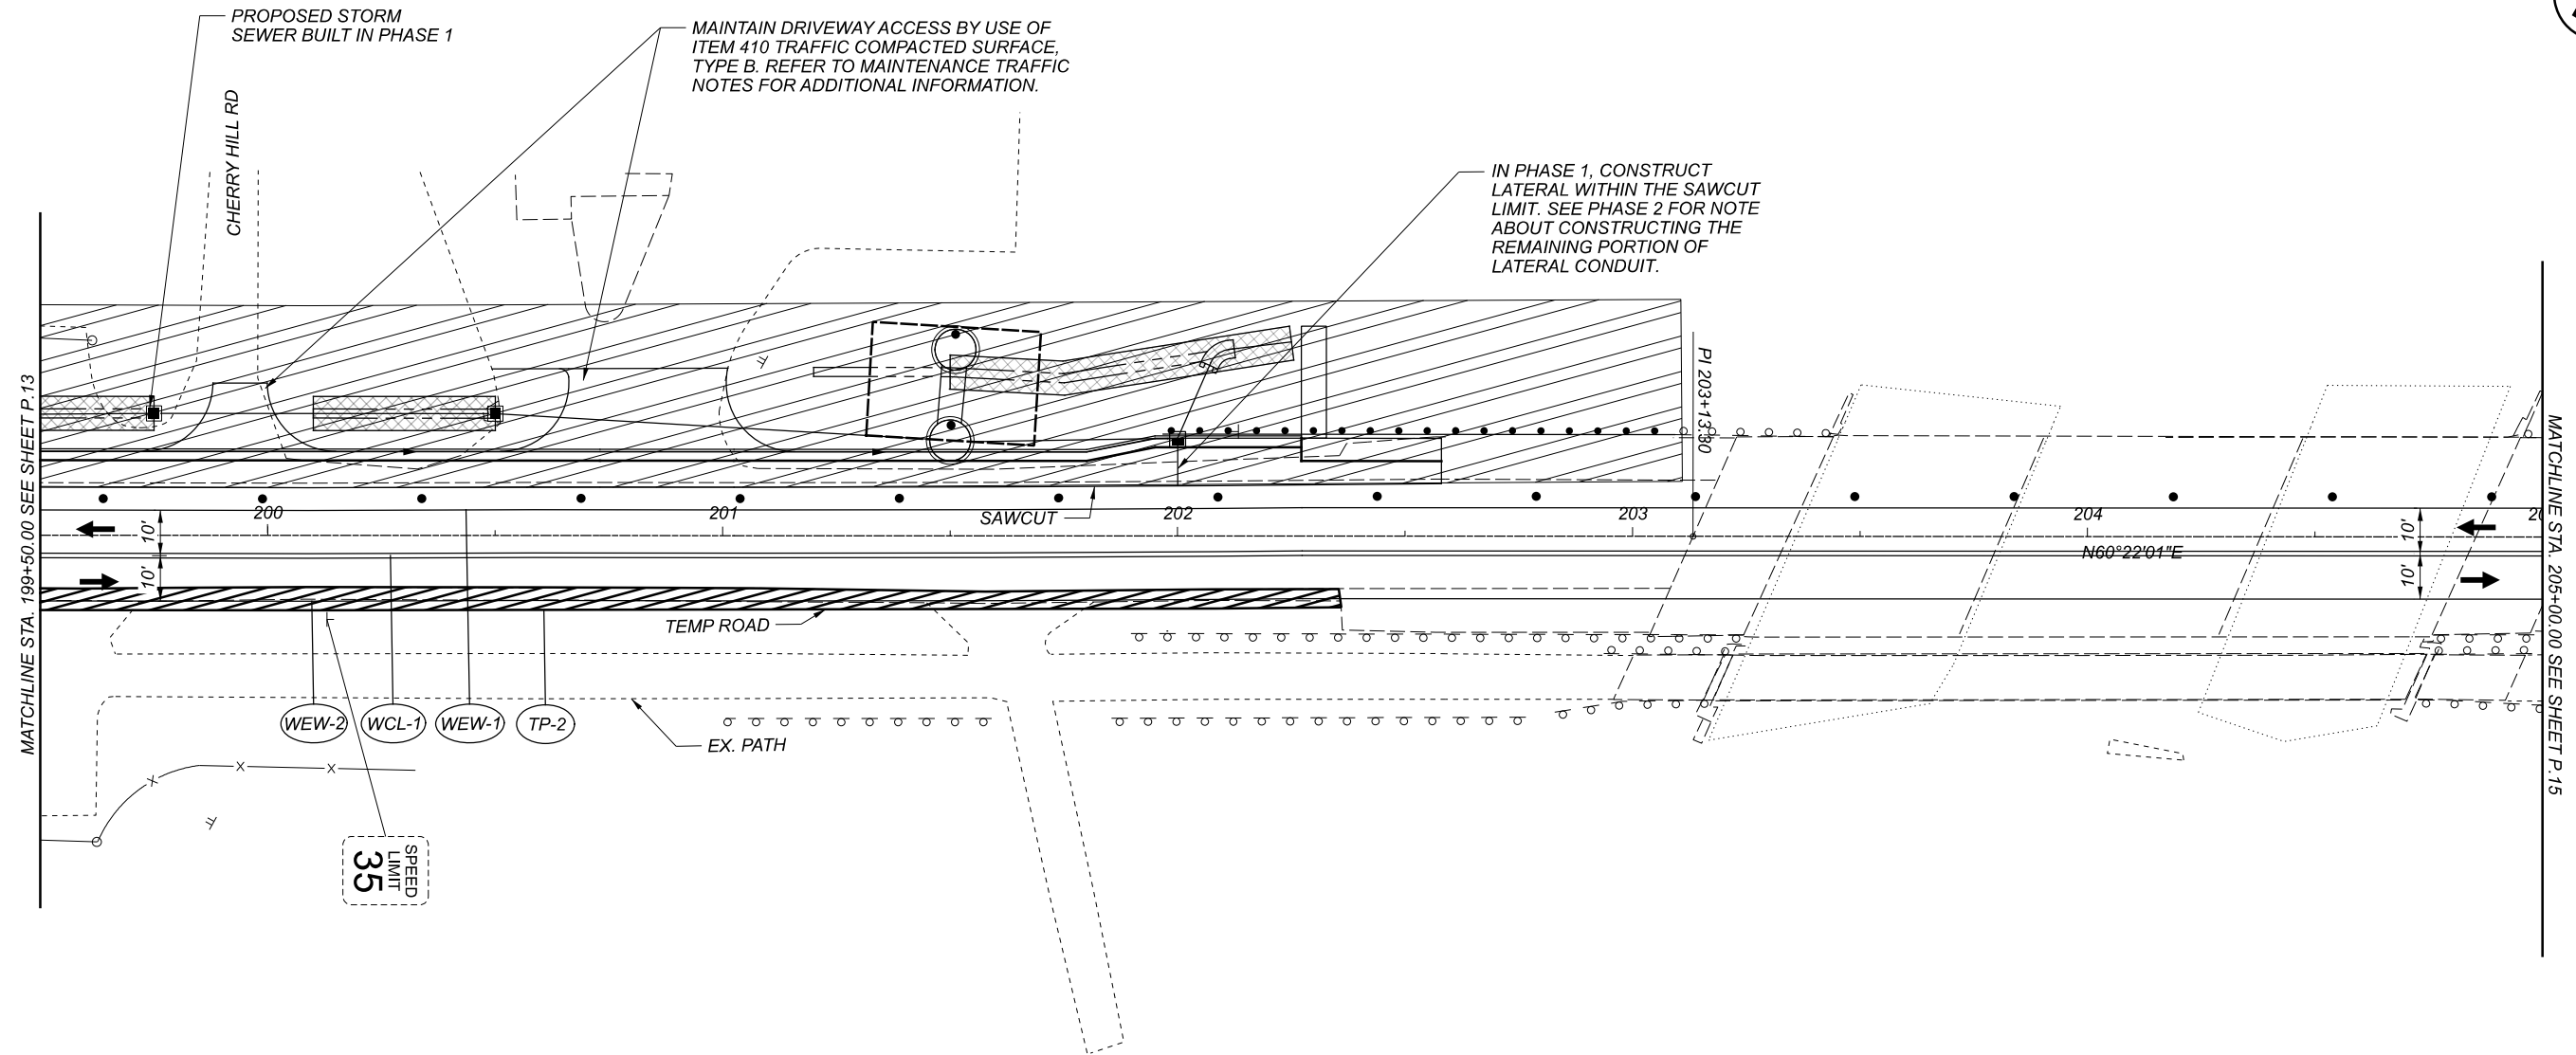 PROPOSED STORM
SEWER BUILT IN PHASE 1
MAINTAIN DRIVEWAY ACCESS BY USE OF
ITEM 410 TRAFFIC COMPACTED SURFACE,
TYPE B. REFER TO MAINTENANCE TRAFFIC
NOTES FOR ADDITIONAL INFORMATION.
CHERRY HILL RD
IN PHASE 1, CONSTRUCT
LATERAL WITHIN THE SAWCUT
LIMIT. SEE PHASE 2 FOR NOTE
ABOUT CONSTRUCTING THE
REMAINING PORTION OF
LATERAL CONDUIT.
MATCHLINE STA. 199+50.00 SEE SHEET P.13
PI 203+13.30
MATCHLINE STA. 205+00.00 SEE SHEET P.15
200
201
SAWCUT
202
203
204
10'
10'
10'
10'
N60°22'01"E
TEMP ROAD
WEW-2
WCL-1
WEW-1
TP-2
EX. PATH
SPEED
LIMIT
35